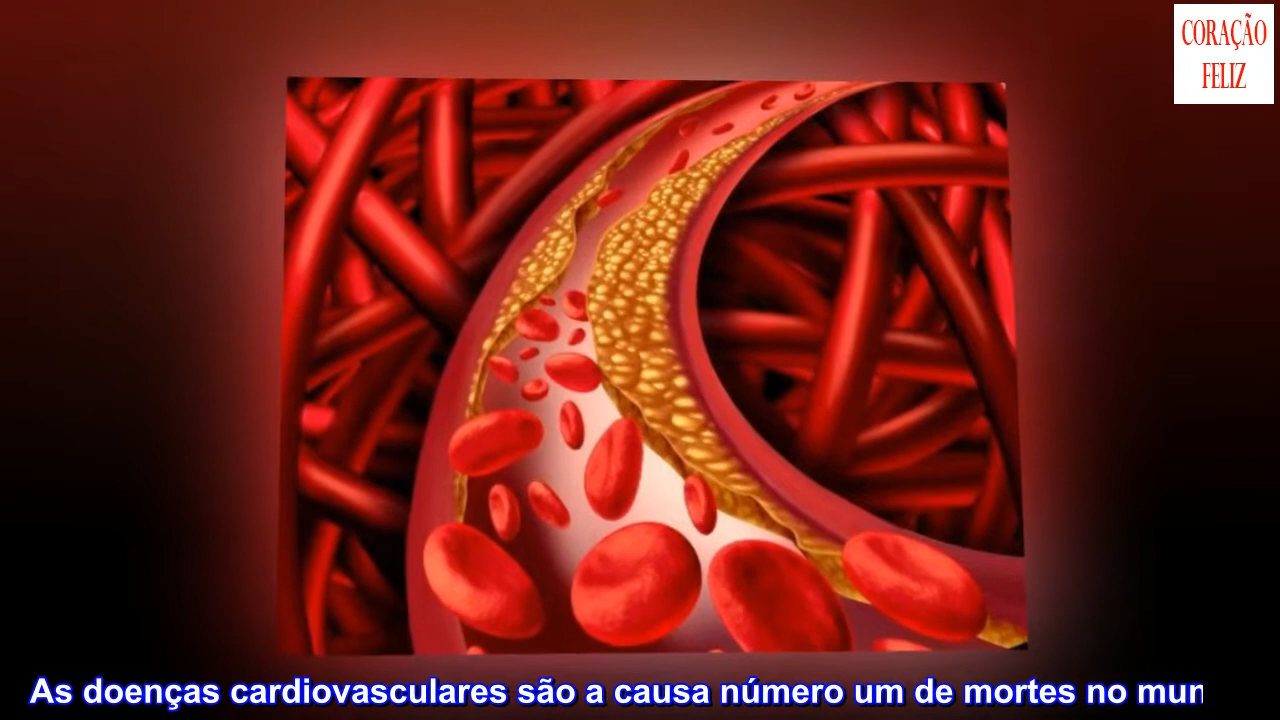 CORAÇÃO
FELIZ
As doenças cardiovasculares são a causa número um de mortes no